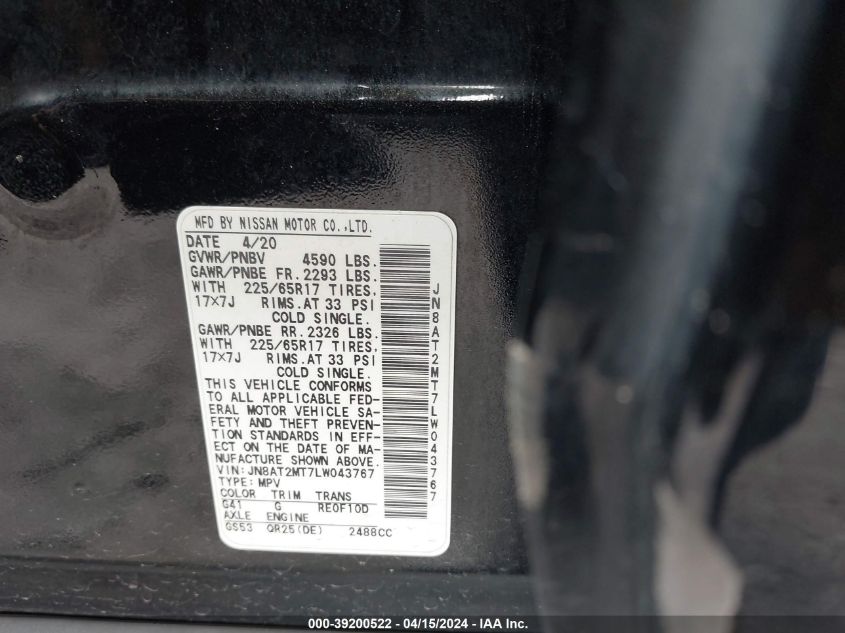 MFD BY NISSAN MOTOR CO.,LTD.
DATE 4/20
GVWR/PNBV 4590 LBS.
GAWR/PNBE FR. 2293 LBS.
WITH 225/65R17 TIRES,
17×7J RIMS.AT 33 PSI
COLD SINGLE.
GAWR/PNBE RR. 2326 LBS.
WITH 225/65R17 TIRES,
17×7J RIMS.AT 33 PSI
COLD SINGLE.
THIS VEHICLE CONFORMS
TO ALL APPLICABLE FED-
ERAL MOTOR VEHICLE SA-
FETY AND THEFT PREVEN-
TION STANDARDS IN EFF-
ECT ON THE DATE OF MA-
NUFACTURE SHOWN ABOVE.
VIN: JN8AT2MT7LW043767
TYPE: MPV
COLOR TRIM TRANS
G41 G RE0F10D
AXLE ENGINE
GS53 QR25(DE) 2488CC
JN8AT2MT7LW043767
000-39200522 - 04/15/2024 - IAA Inc.